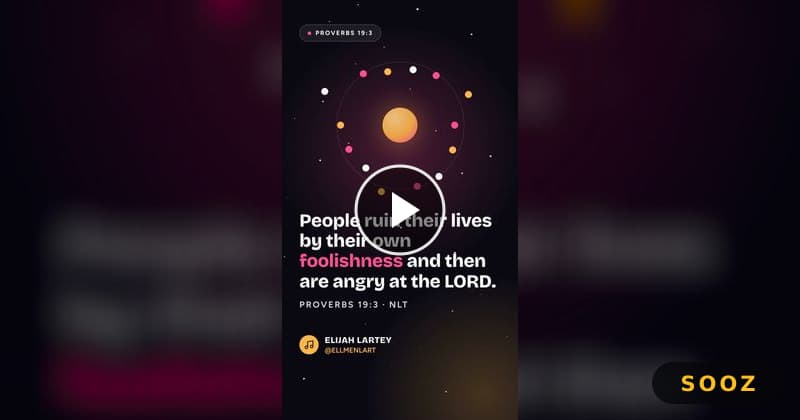 PROVERBS 19:3
People ruin their lives
by their own
foolishness and then
are angry at the LORD.
PROVERBS 19:3 · NLT
ELIJAH LARTEY
@ELLMENLART
SOOZ